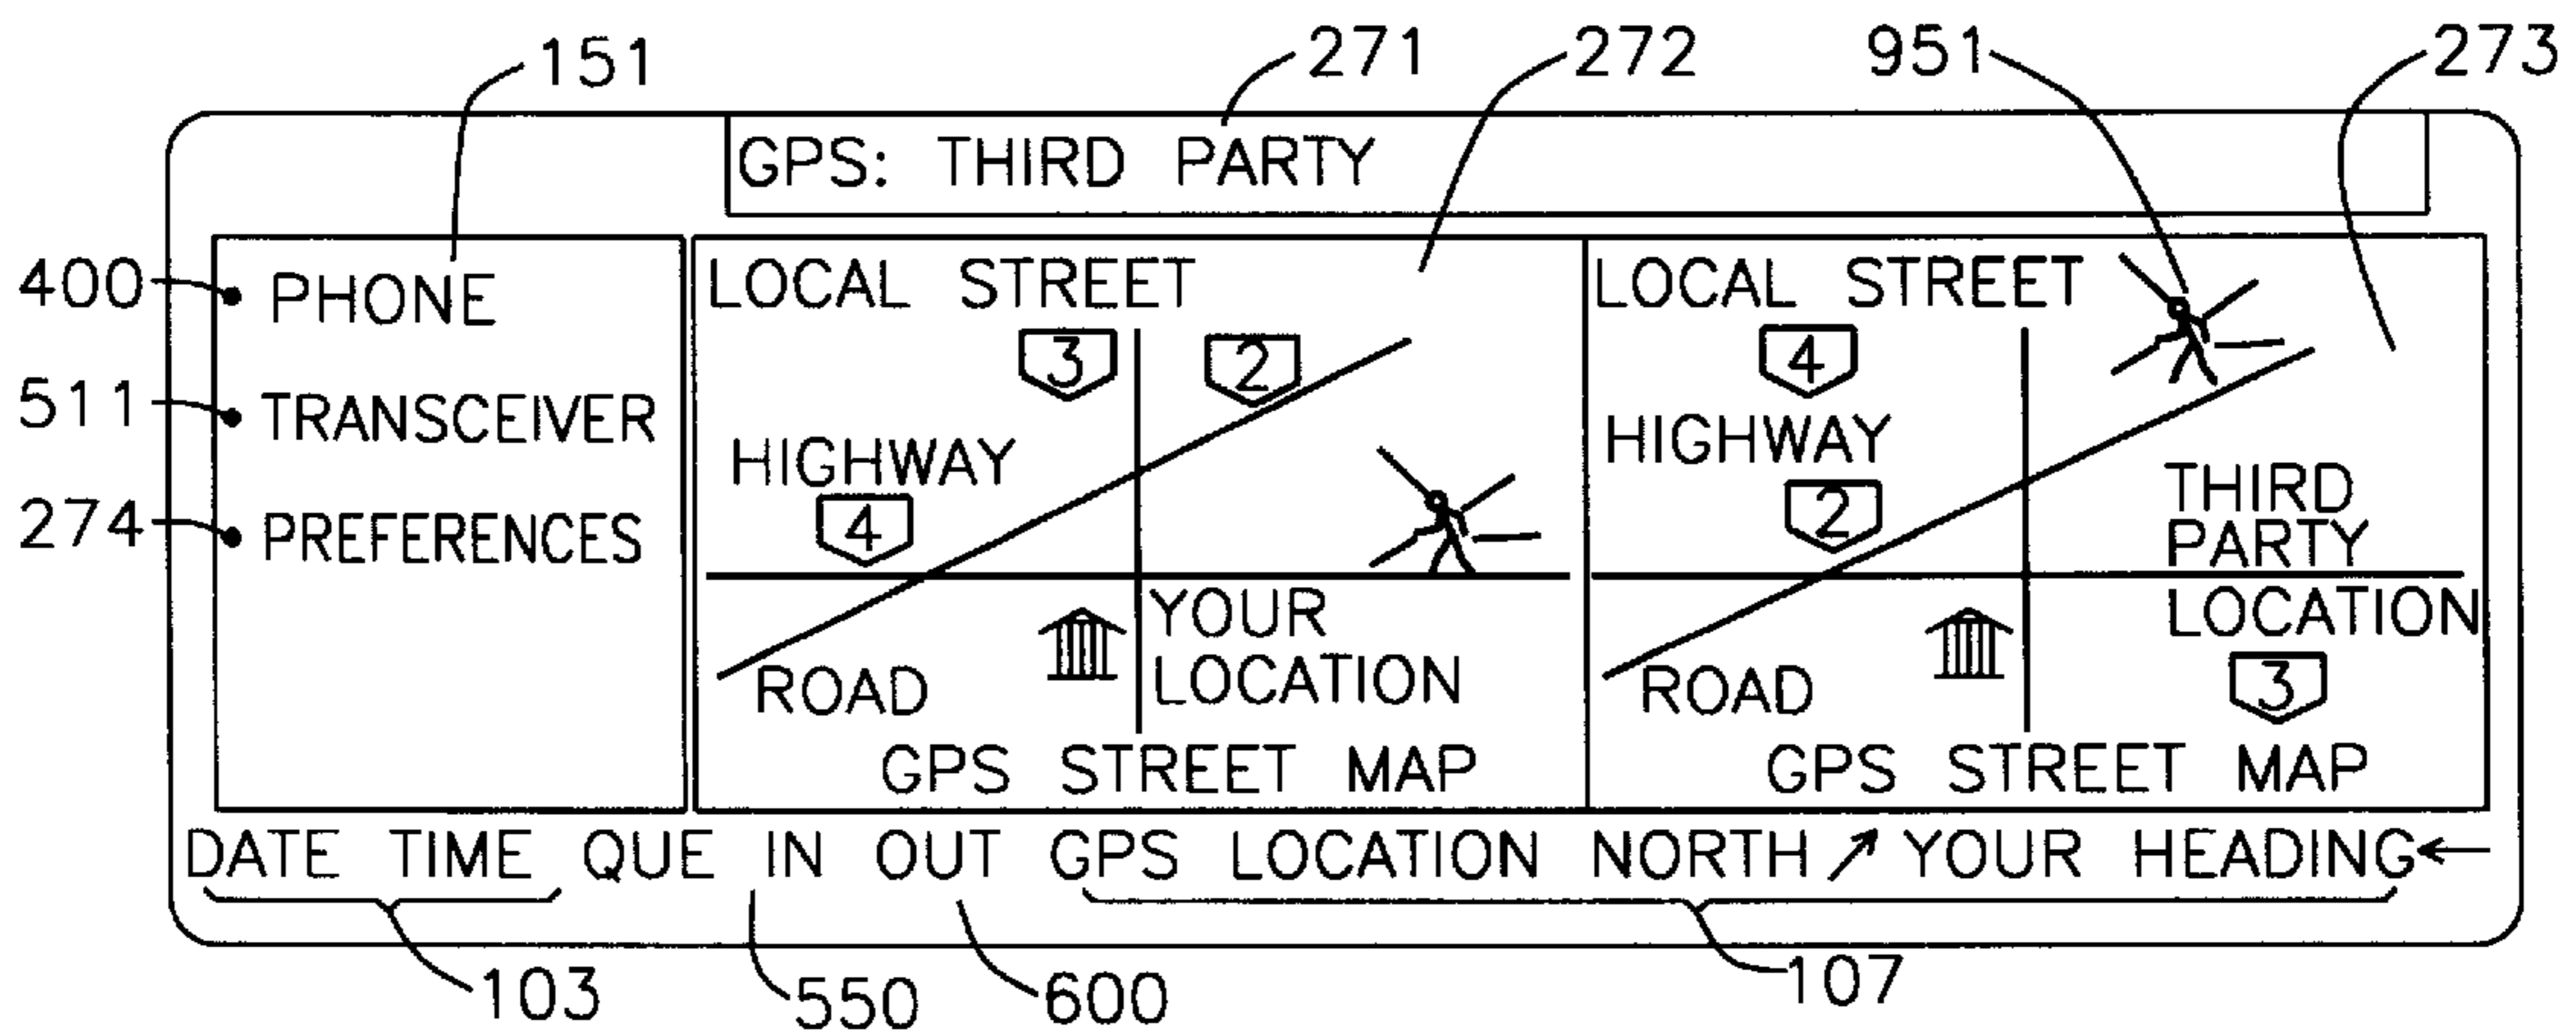 151 271 272 951 273
GPS: THIRD PARTY
400 PHONE
511 TRANSCEIVER
274 PREFERENCES
LOCAL STREET
3 2
HIGHWAY
4
YOUR
LOCATION
ROAD
GPS STREET MAP
LOCAL STREET
4
HIGHWAY
2
THIRD
PARTY
LOCATION
3
ROAD
GPS STREET MAP
DATE TIME QUE IN OUT GPS LOCATION NORTH ↗ YOUR HEADING ←
103 550 600 107